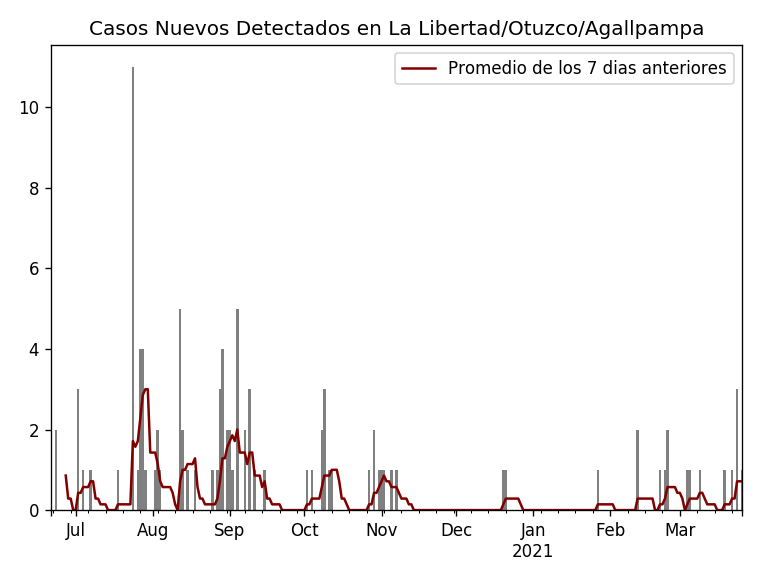 Casos Nuevos Detectados en La Libertad/Otuzco/Agallpampa
Promedio de los 7 dias anteriores
10
8
6
4
2
0
Jul Aug Sep Oct Nov Dec Jan Feb Mar
2021